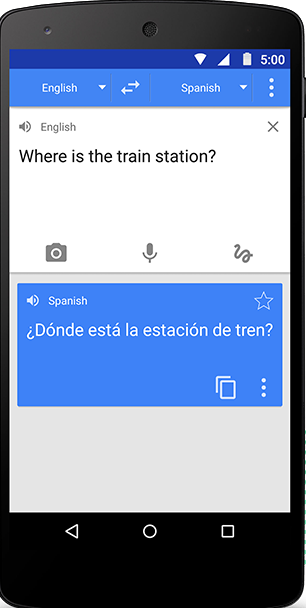 5:00
English Spanish
English
Where is the train station?
Spanish
¿Dónde está la estación de tren?